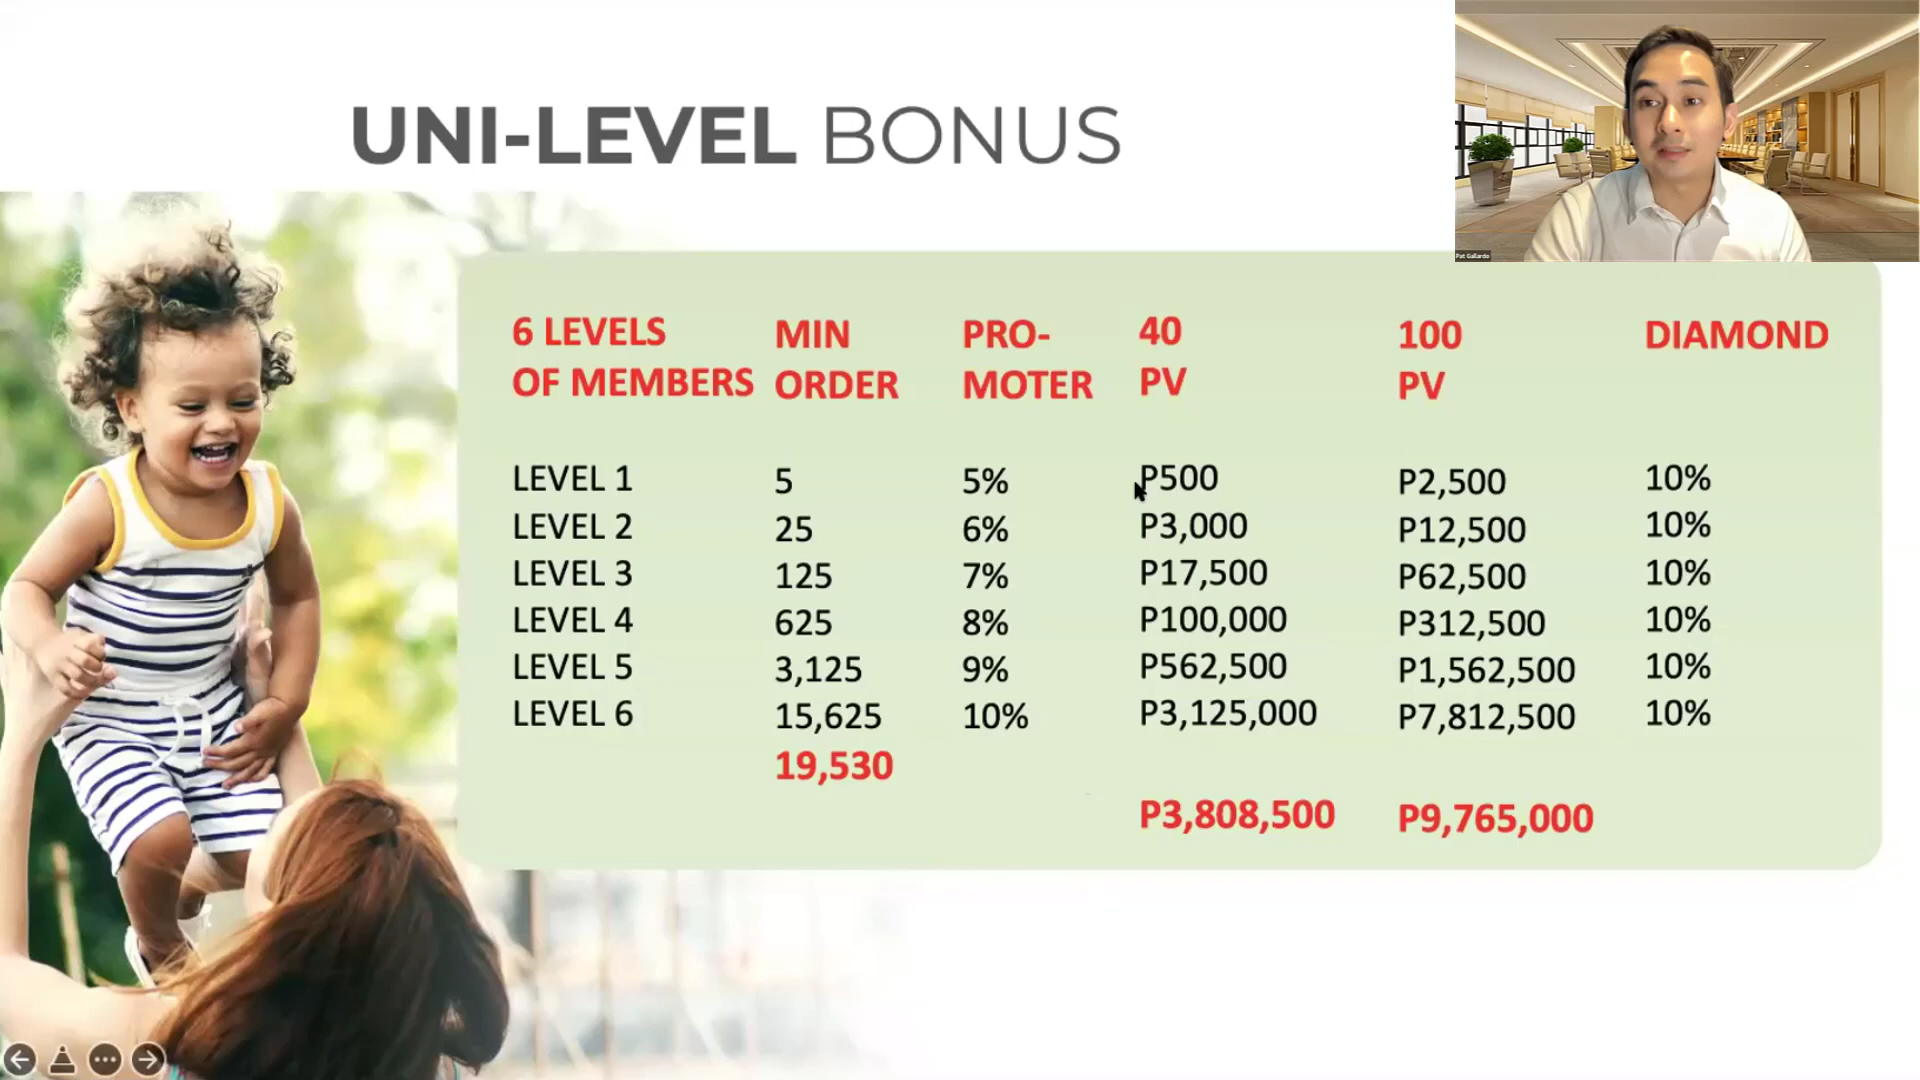 UNI-LEVEL BONUS
Pat Gallardo
6 LEVELS OF MEMBERS MIN ORDER PRO-MOTER 40 PV 100 PV DIAMOND
LEVEL 1 5 5% P500 P2,500 10%
LEVEL 2 25 6% P3,000 P12,500 10%
LEVEL 3 125 7% P17,500 P62,500 10%
LEVEL 4 625 8% P100,000 P312,500 10%
LEVEL 5 3,125 9% P562,500 P1,562,500 10%
LEVEL 6 15,625 10% P3,125,000 P7,812,500 10%
19,530
P3,808,500 P9,765,000